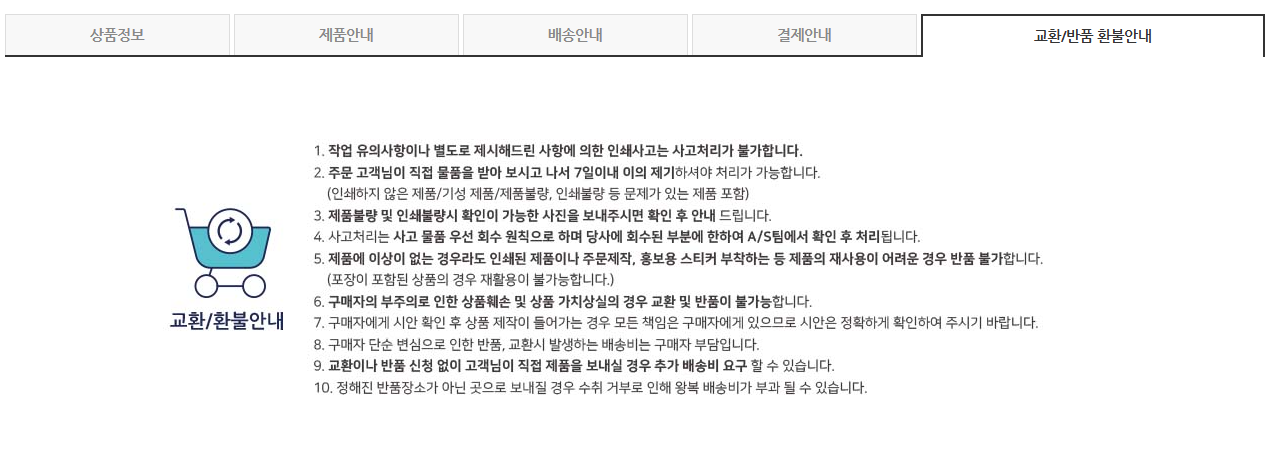 상품정보
제품안내
배송안내
결제안내
교환/반품 환불안내
1. 작업 유의사항이나 별도로 제시해드린 사항에 의한 인쇄사고는 사고처리가 불가합니다.
2. 주문 고객님이 직접 물품을 받아 보시고 나서 7일이내 이의 제기하셔야 처리가 가능합니다.
(인쇄하지 않은 제품/기성 제품/제품불량, 인쇄불량 등 문제가 있는 제품 포함)
3. 제품불량 및 인쇄불량시 확인이 가능한 사진을 보내주시면 확인 후 안내 드립니다.
4. 사고처리는 사고 물품 우선 회수 원칙으로 하며 당사에 회수된 부분에 한하여 A/S팀에서 확인 후 처리됩니다.
5. 제품에 이상이 없는 경우라도 인쇄된 제품이나 주문제작, 홍보용 스티커 부착하는 등 제품의 재사용이 어려운 경우 반품 불가합니다.
(포장이 포함된 상품의 경우 재활용이 불가능합니다.)
6. 구매자의 부주의로 인한 상품훼손 및 상품 가치상실의 경우 교환 및 반품이 불가능합니다.
7. 구매자에게 시안 확인 후 상품 제작이 들어가는 경우 모든 책임은 구매자에게 있으므로 시안은 정확하게 확인하여 주시기 바랍니다.
8. 구매자 단순 변심으로 인한 반품, 교환시 발생하는 배송비는 구매자 부담입니다.
9. 교환이나 반품 신청 없이 고객님이 직접 제품을 보내실 경우 추가 배송비 요구 할 수 있습니다.
10. 정해진 반품장소가 아닌 곳으로 보내질 경우 수취 거부로 인해 왕복 배송비가 부과 될 수 있습니다.
교환/환불안내